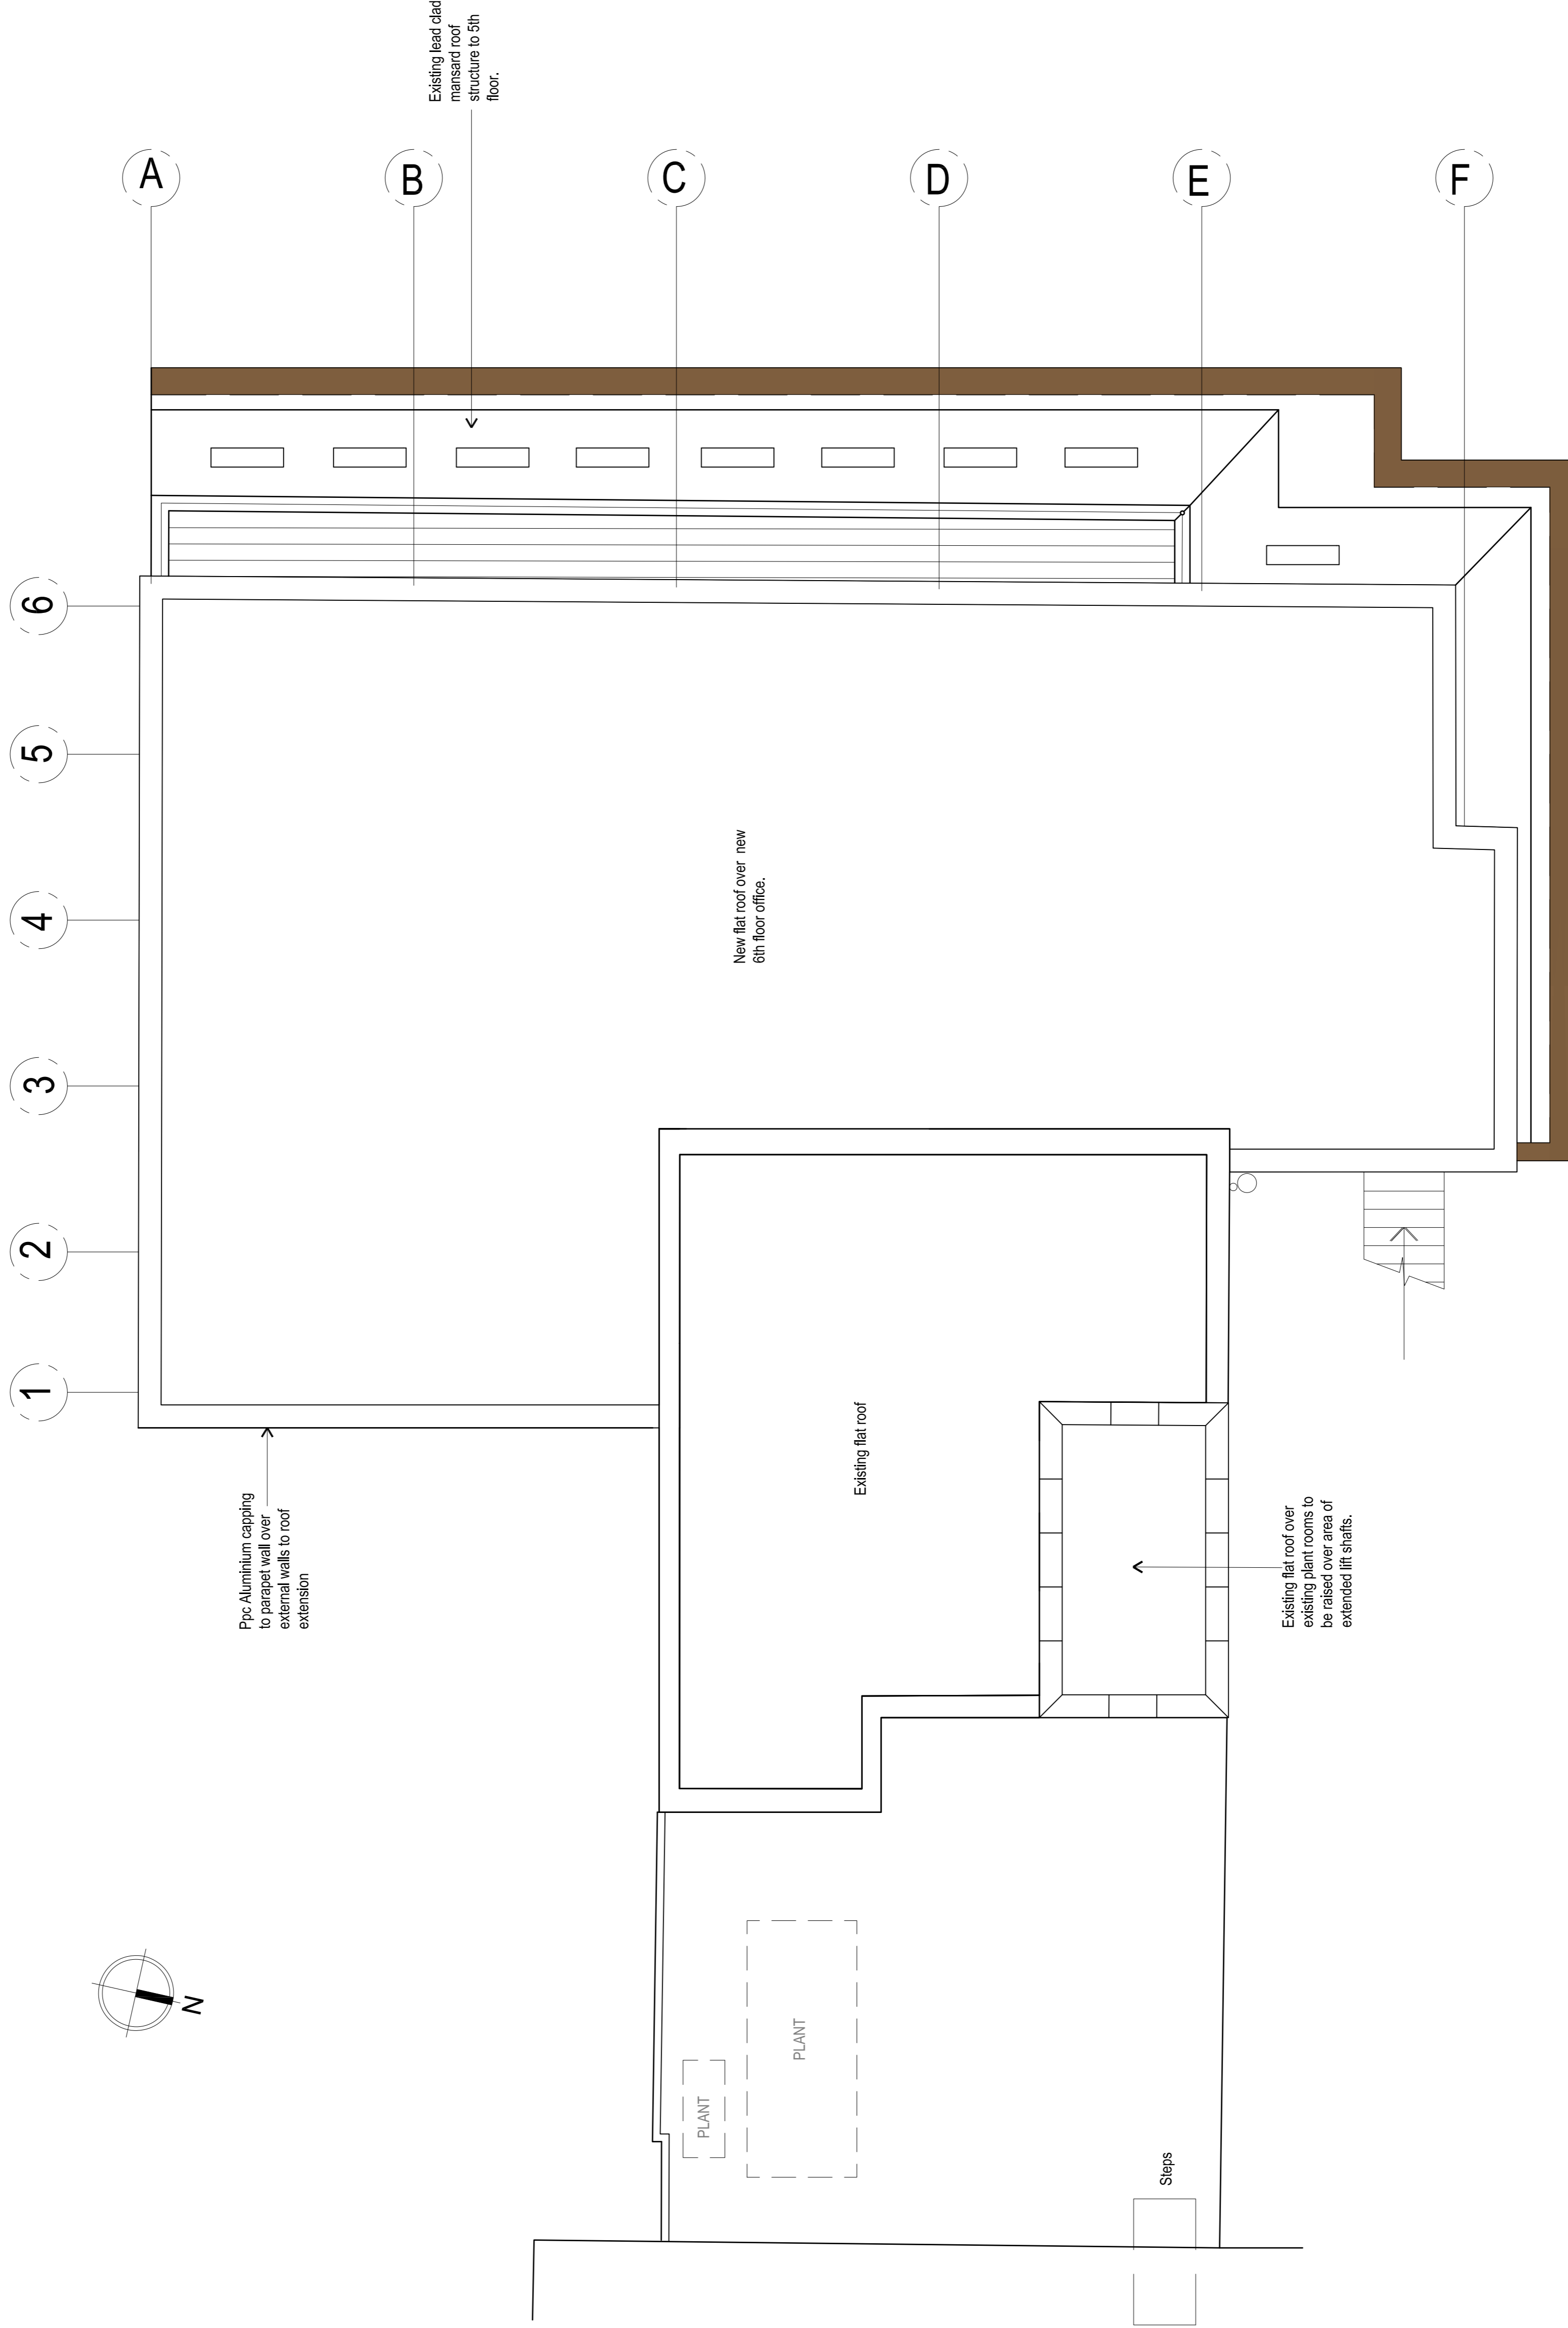 Existing lead clad
mansard roof
structure to 5th
floor.
A
B
C
D
E
F
6
5
4
3
2
1
New flat roof over new
6th floor office.
Ppc Aluminium capping
to parapet wall over
external walls to roof
extension
Existing flat roof
Existing flat roof over
existing plant rooms to
be raised over area of
extended lift shafts.
N
PLANT
PLANT
Steps